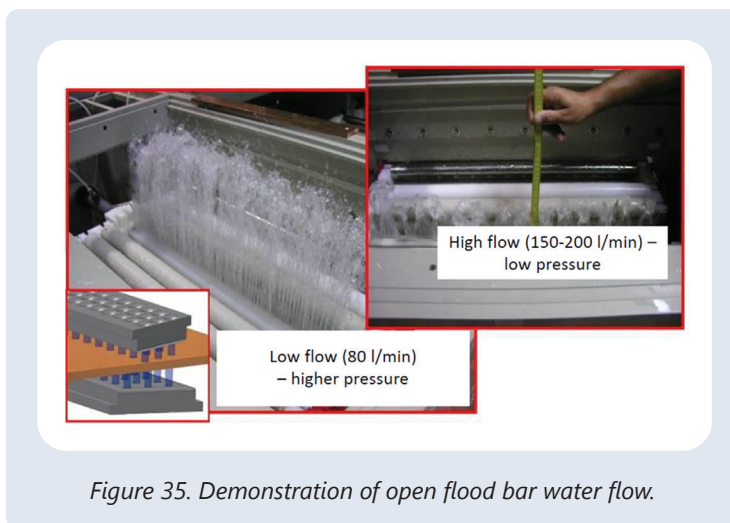 High flow (150-200 l/min) –
low pressure
Low flow (80 l/min)
– higher pressure
Figure 35. Demonstration of open flood bar water flow.